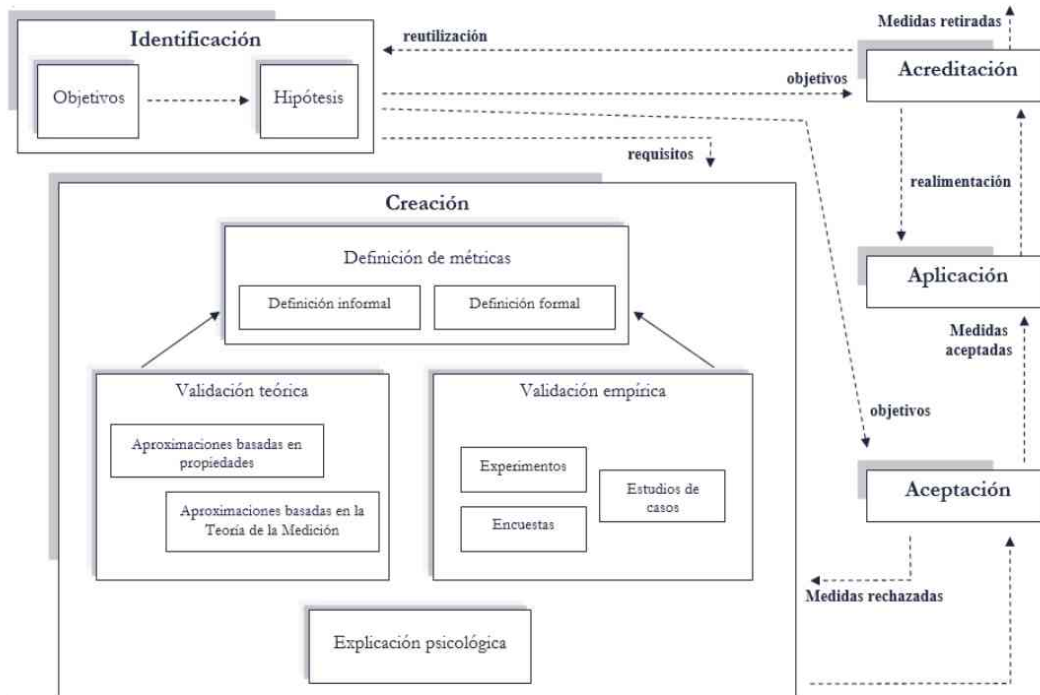 Identificación
Objetivos
Hipótesis
reutilización
objetivos
Medidas retiradas
Acreditación
requisitos
realimentación
Creación
Definición de métricas
Definición informal
Definición formal
Aplicación
Medidas
aceptadas
Validación teórica
Aproximaciones basadas en
propiedades
Aproximaciones basadas en la
Teoría de la Medición
Validación empírica
Experimentos
Encuestas
Estudios de
casos
objetivos
Aceptación
Medidas rechazadas
Explicación psicológica